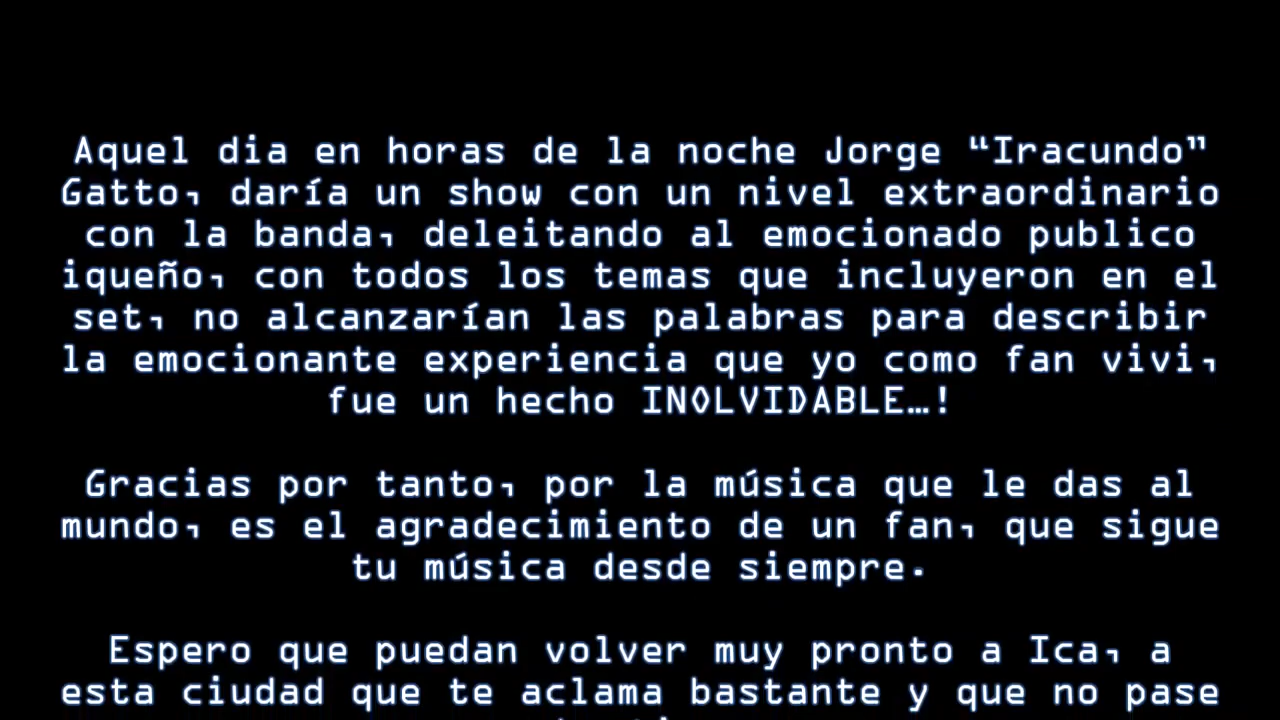 Aquel dia en horas de la noche Jorge “Iracundo”
Gatto, daría un show con un nivel extraordinario
con la banda, deleitando al emocionado publico
iqueño, con todos los temas que incluyeron en el
set, no alcanzarían las palabras para describir
la emocionante experiencia que yo como fan vivi,
fue un hecho INOLVIDABLE…!
Gracias por tanto, por la música que le das al
mundo, es el agradecimiento de un fan, que sigue
tu música desde siempre.
Espero que puedan volver muy pronto a Ica, a
esta ciudad que te aclama bastante y que no pase